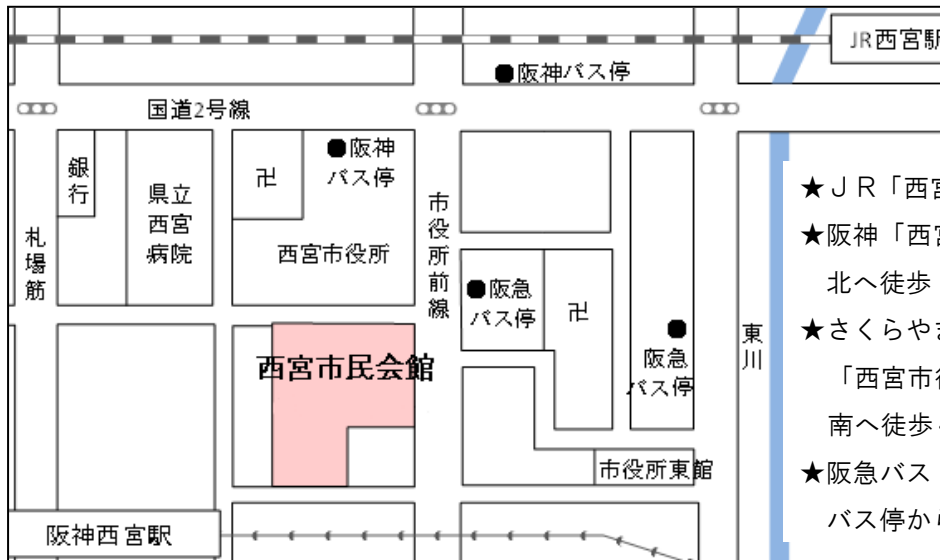 JR西宮駅
●阪神バス停
国道2号線
銀行
県立
西宮
病院
卍
●阪神
バス停
西宮市役所
札場筋
市役所前線
●阪急
バス停
卍
●
阪急
バス停
東川
西宮市民会館
市役所東館
阪神西宮駅
★ＪＲ「西宮
★阪神「西宮
北へ徒歩
★さくらやま
「西宮市役
南へ徒歩
★阪急バス
バス停から